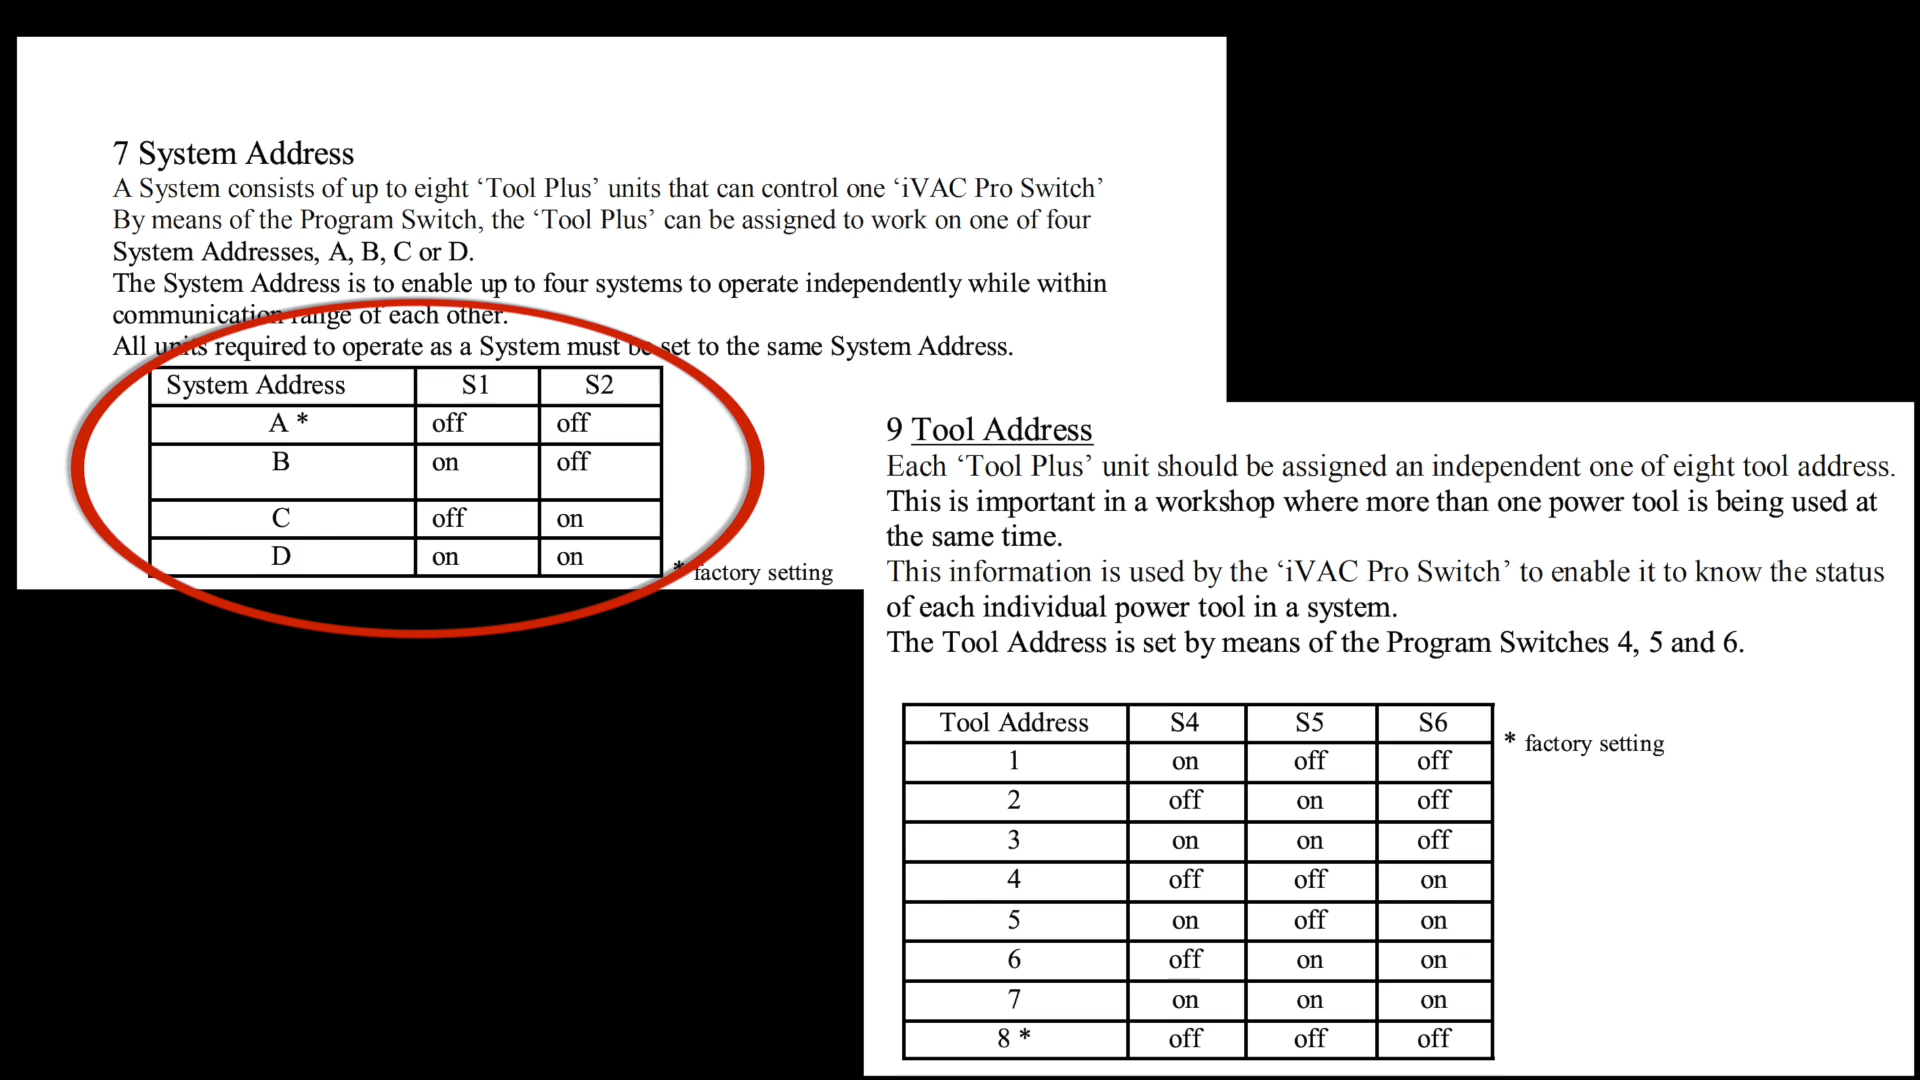 7 System Address
A System consists of up to eight ‘Tool Plus’ units that can control one ‘iVAC Pro Switch’
By means of the Program Switch, the ‘Tool Plus’ can be assigned to work on one of four
System Addresses, A, B, C or D.
The System Address is to enable up to four systems to operate independently while within
communication range of each other.
All units required to operate as a System must be set to the same System Address.
System Address S1 S2
A * off off
B on off
C off on
D on on
* factory setting
9 Tool Address
Each ‘Tool Plus’ unit should be assigned an independent one of eight tool address.
This is important in a workshop where more than one power tool is being used at
the same time.
This information is used by the ‘iVAC Pro Switch’ to enable it to know the status
of each individual power tool in a system.
The Tool Address is set by means of the Program Switches 4, 5 and 6.
Tool Address S4 S5 S6
* factory setting
1 on off off
2 off on off
3 on on off
4 off off on
5 on off on
6 off on on
7 on on on
8 * off off off